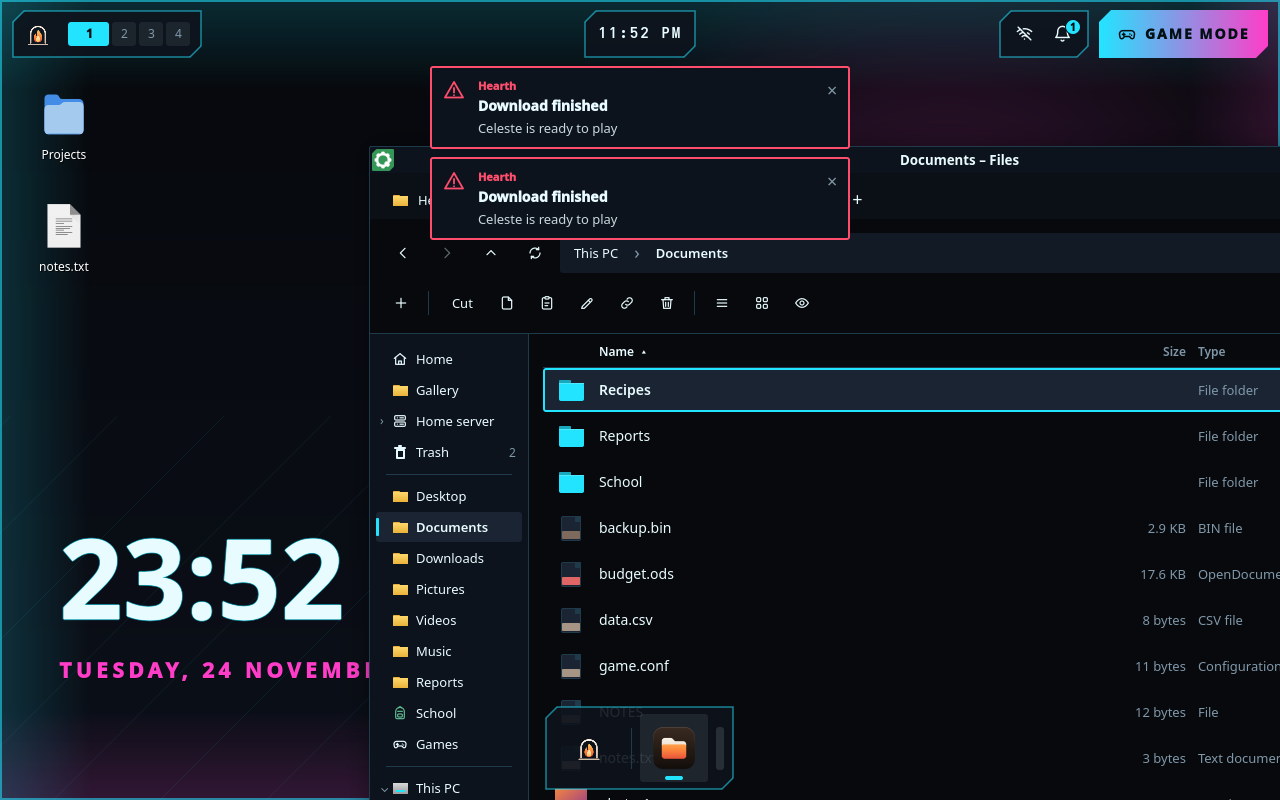 1 2 3 4
11:52 PM
1
GAME MODE
Projects
notes.txt
Hearth
Download finished
Celeste is ready to play
Hearth
Download finished
Celeste is ready to play
Documents – Files
This PC › Documents
Cut
Home
Gallery
Home server
Trash 2
Desktop
Documents
Downloads
Pictures
Videos
Music
Reports
School
Games
This PC
Name Size Type
Recipes File folder
Reports File folder
School File folder
backup.bin 2.9 KB BIN file
budget.ods 17.6 KB OpenDocume
data.csv 8 bytes CSV file
game.conf 11 bytes Configuration
NOTES 12 bytes File
notes.tx 3 bytes Text documen
23:52
TUESDAY, 24 NOVEMB